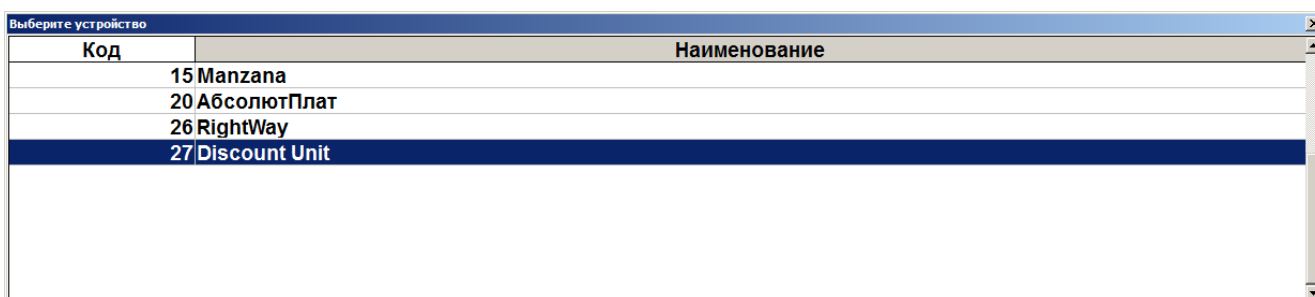 Выберите устройство
Код Наименование
15 Manzana
20 АбсолютПлат
26 RightWay
27 Discount Unit